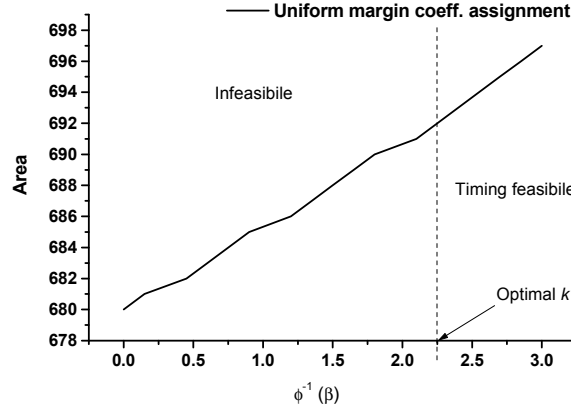 Uniform margin coeff. assignment
698
696
694
692
690
688
686
684
682
680
678
Area
Infeasibile
Timing feasibile
Optimal k
0.0 0.5 1.0 1.5 2.0 2.5 3.0
ϕ⁻¹ (β)